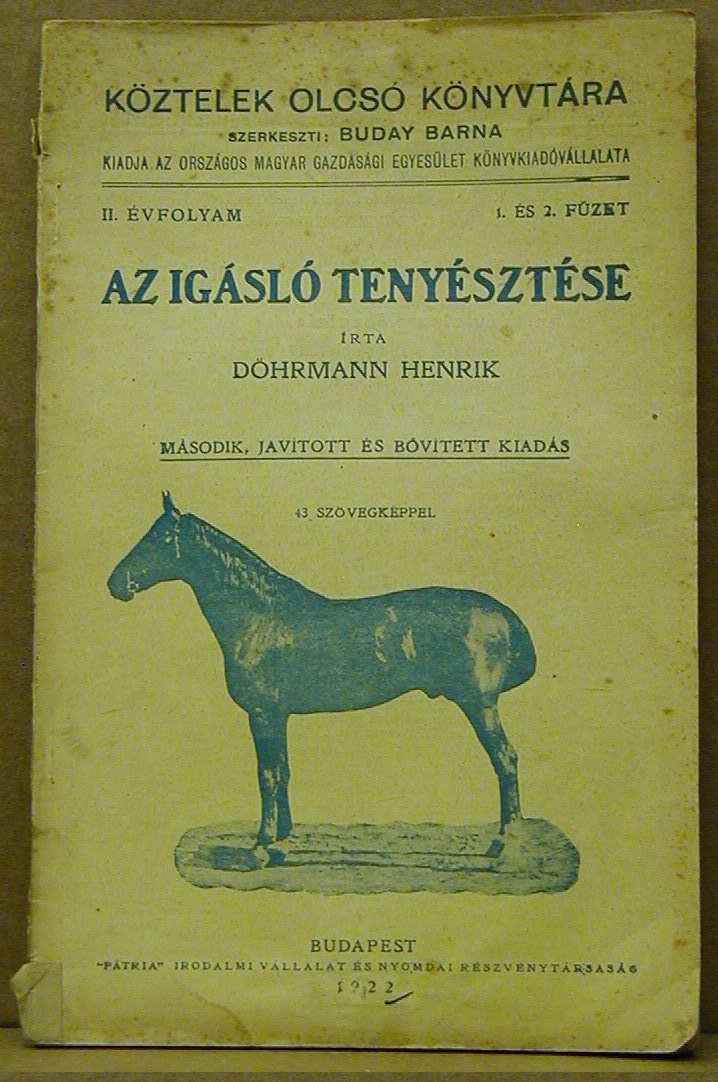 KÖZTELEK OLCSÓ KÖNYVTÁRA
SZERKESZTI: BUDAY BARNA
KIADJA AZ ORSZÁGOS MAGYAR GAZDASÁGI EGYESÜLET KÖNYVKIADÓVÁLLALATA
II. ÉVFOLYAM 1. ÉS 2. FÜZET
AZ IGÁSLÓ TENYÉSZTÉSE
ÍRTA
DÖHRMANN HENRIK
MÁSODIK, JAVÍTOTT ÉS BŐVÍTETT KIADÁS
43 SZÖVEGKÉPPEL
BUDAPEST
"PÁTRIA" IRODALMI VÁLLALAT ÉS NYOMDAI RÉSZVÉNYTÁRSASÁG
1922